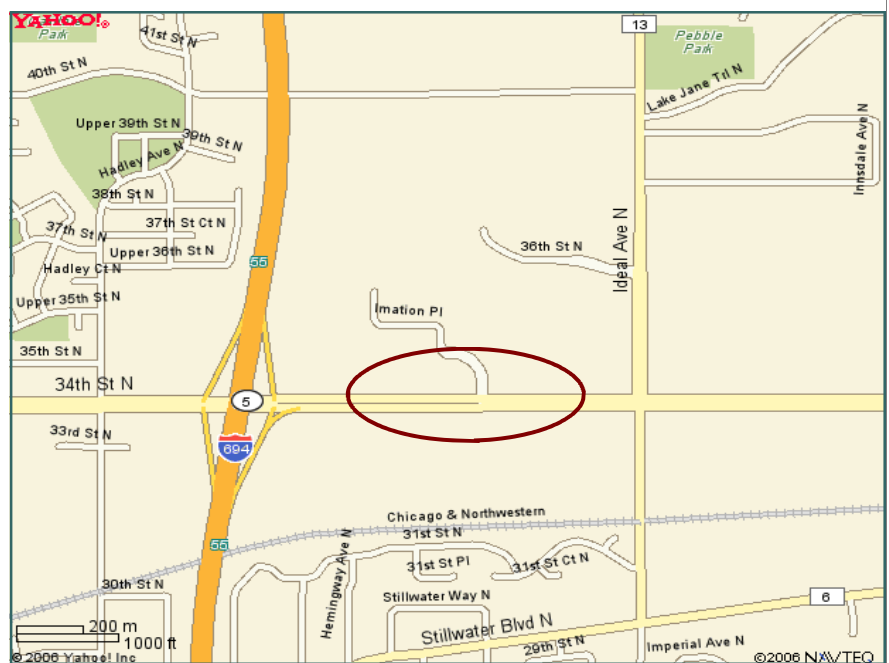 YAHOO!®
Park
41st St N
13
Pebble
Park
40th St N
Lake Jane Trl N
Upper 39th St N
39th St N
Hadley Ave N
Innsdale Ave N
38th St N
37th St Ct N
37th St N
36th St N
Ideal Ave N
Upper 36th St N
55
Hadley Ct N
Upper 35th St N
Imation Pl
35th St N
34th St N
5
33rd St N
694
Chicago & Northwestern
31st St N
55
Hemingway Ave N
31st St Pl
31st St Ct N
30th St N
Stillwater Way N
6
200 m
Stillwater Blvd N
1000 ft
29th St N
Imperial Ave N
©2006 Yahoo! Inc
©2006 NAVTEQ